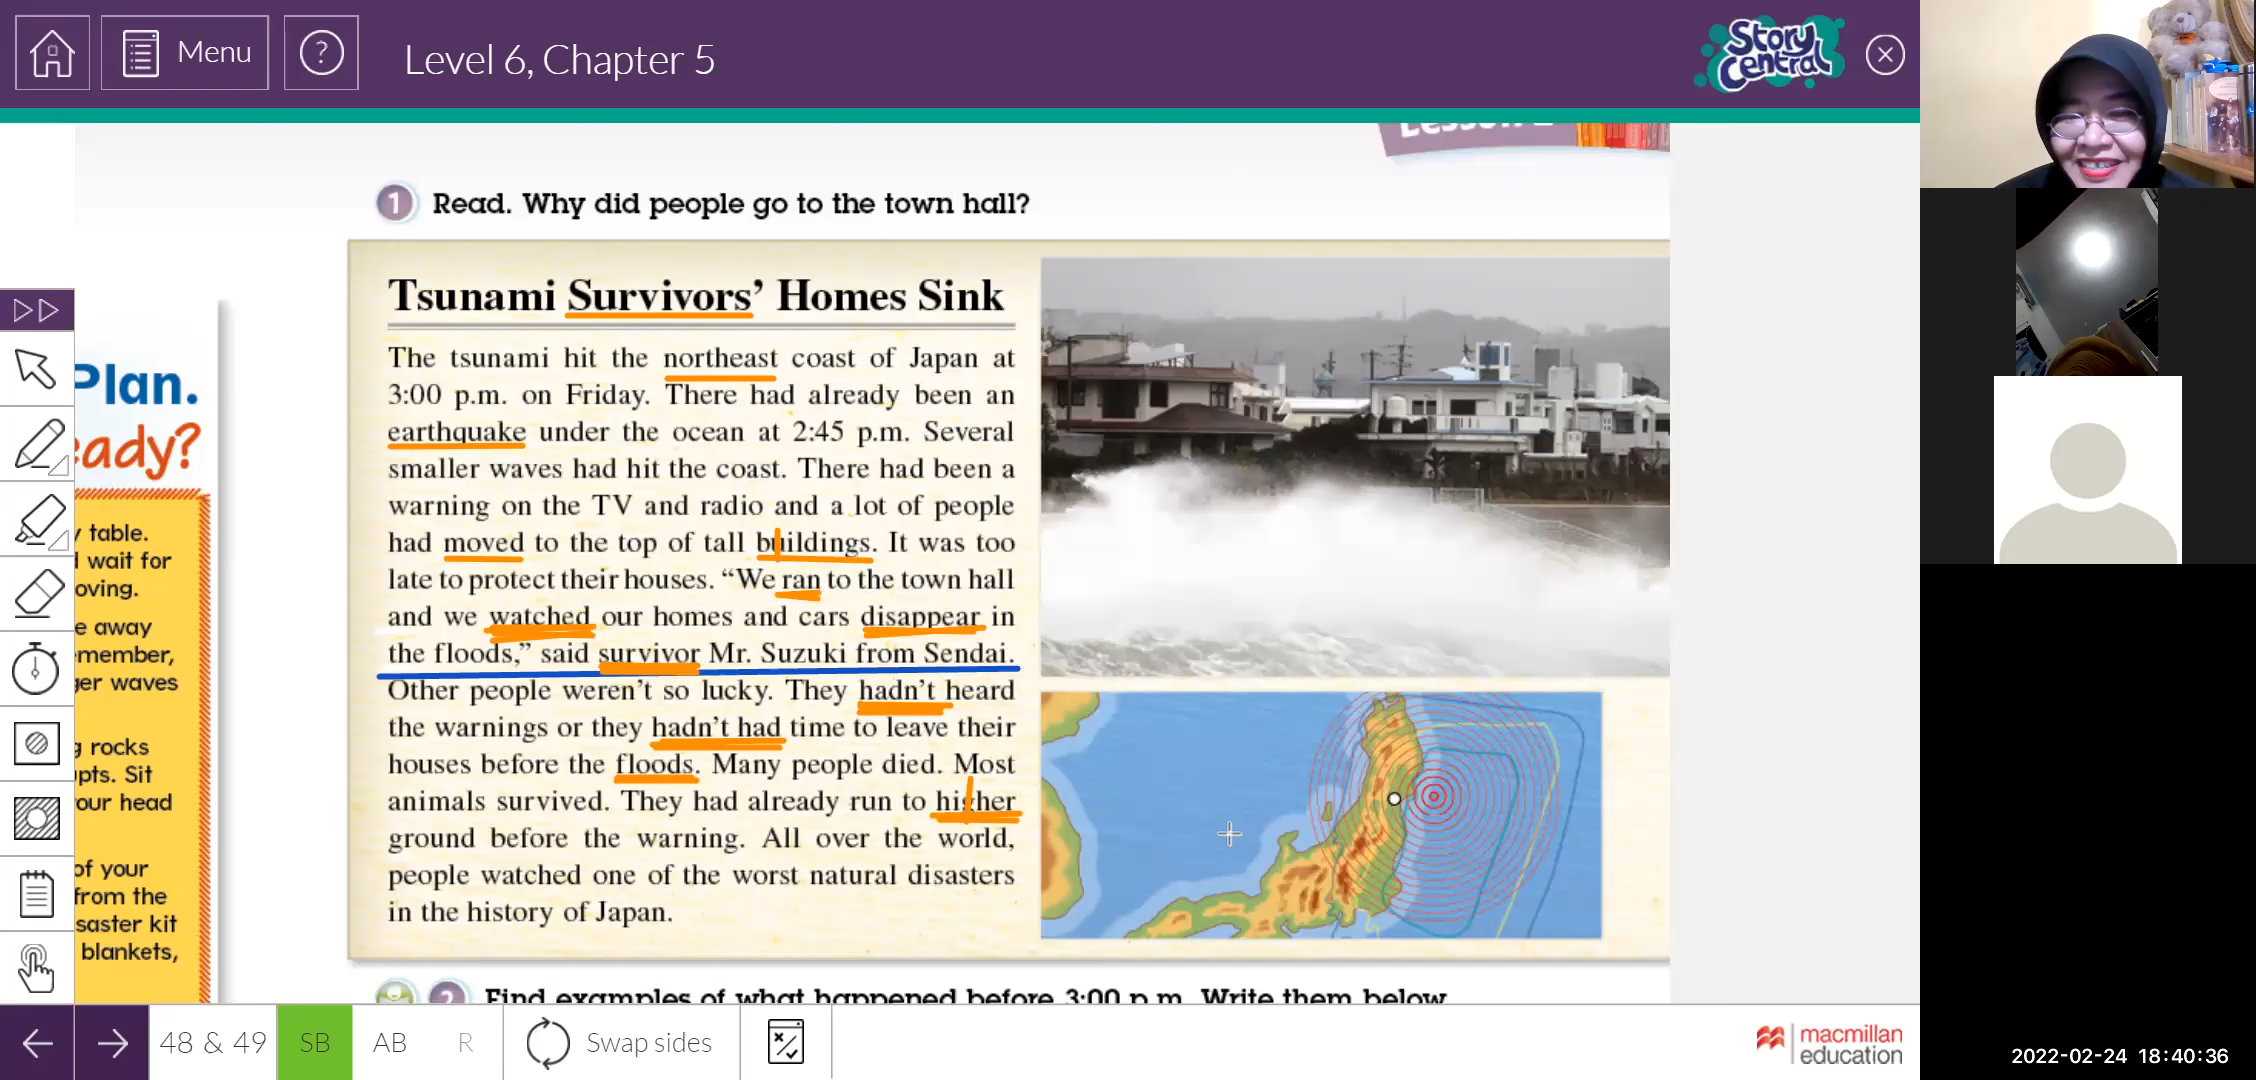 Menu
?
Level 6, Chapter 5
Story
Central
1 Read. Why did people go to the town hall?
Tsunami Survivors’ Homes Sink
The tsunami hit the northeast coast of Japan at
3:00 p.m. on Friday. There had already been an
earthquake under the ocean at 2:45 p.m. Several
smaller waves had hit the coast. There had been a
warning on the TV and radio and a lot of people
had moved to the top of tall buildings. It was too
late to protect their houses. “We ran to the town hall
and we watched our homes and cars disappear in
the floods,” said survivor Mr. Suzuki from Sendai.
Other people weren’t so lucky. They hadn’t heard
the warnings or they hadn’t had time to leave their
houses before the floods. Many people died. Most
animals survived. They had already run to higher
ground before the warning. All over the world,
people watched one of the worst natural disasters
in the history of Japan.
Plan.
eady?
y table.
wait for
oving.
e away
member,
ger waves
g rocks
upts. Sit
our head
of your
from the
saster kit
blankets,
2 Find examples of what happened before 3:00 p.m. Write them below.
48 & 49
SB
AB
R
Swap sides
macmillan
education
2022-02-24 18:40:36